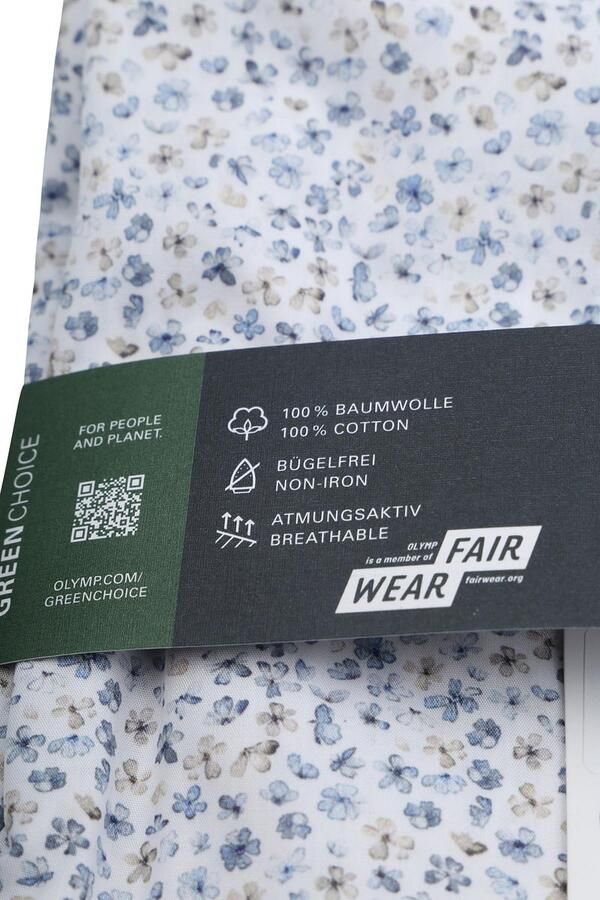 GREEN CHOICE
FOR PEOPLE
AND PLANET.
OLYMP.COM/
GREENCHOICE
100 % BAUMWOLLE
100 % COTTON
BÜGELFREI
NON-IRON
ATMUNGSAKTIV
BREATHABLE
OLYMP
is a member of
FAIR
WEAR
fairwear.org